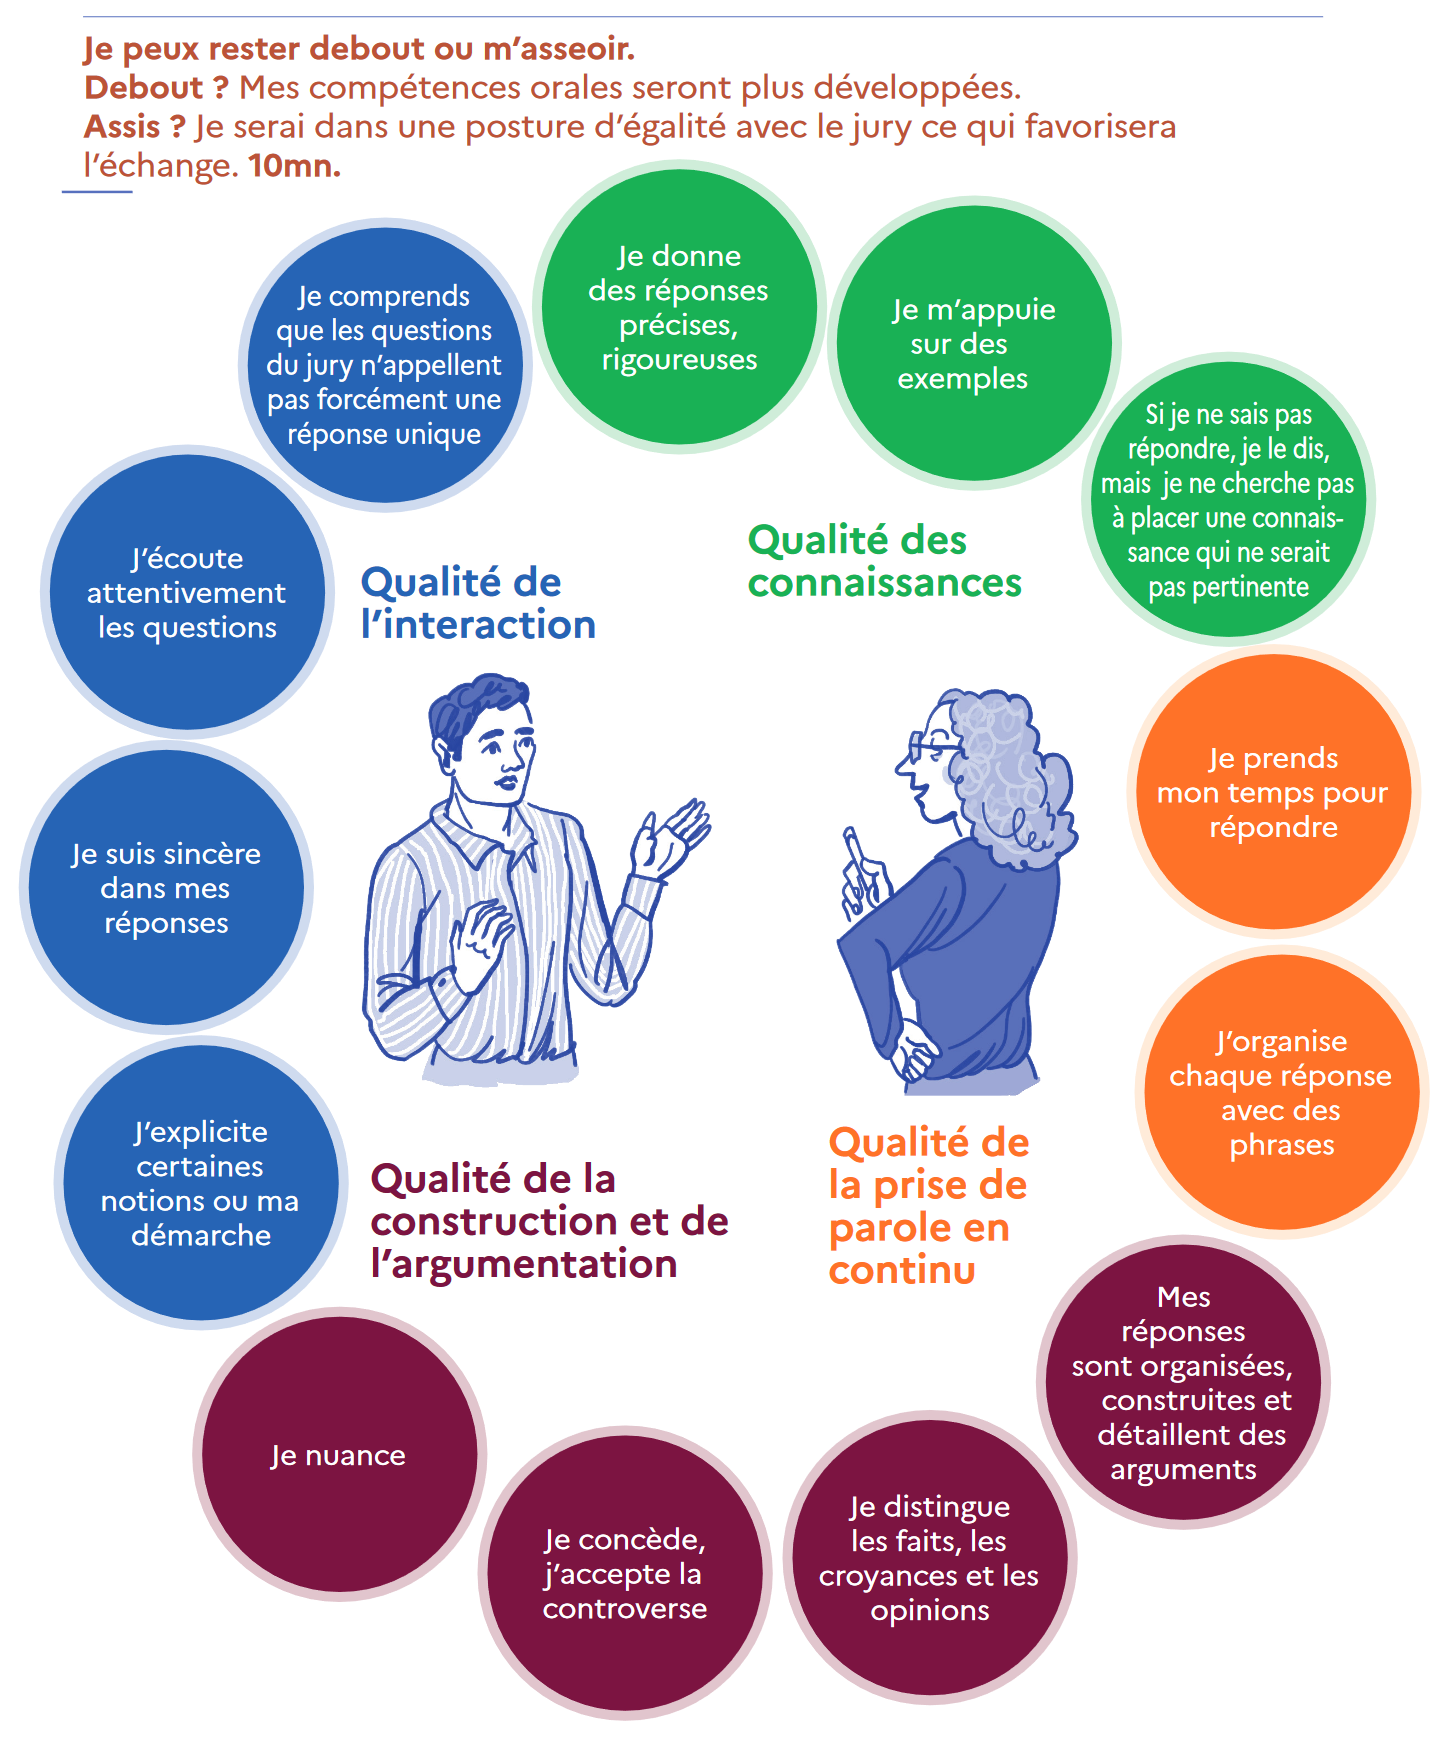 Je peux rester debout ou m’asseoir.
Debout ? Mes compétences orales seront plus développées.
Assis ? Je serai dans une posture d’égalité avec le jury ce qui favorisera
l’échange. 10mn.
Je comprends
que les questions
du jury n’appellent
pas forcément une
réponse unique
Je donne
des réponses
précises,
rigoureuses
Je m’appuie
sur des
exemples
Si je ne sais pas
répondre, je le dis,
mais je ne cherche pas
à placer une connais-
sance qui ne serait
pas pertinente
J’écoute
attentivement
les questions
Qualité de
l’interaction
Qualité des
connaissances
Je suis sincère
dans mes
réponses
Je prends
mon temps pour
répondre
J’explicite
certaines
notions ou ma
démarche
Qualité de la
construction et de
l’argumentation
Qualité de
la prise de
parole en
continu
J’organise
chaque réponse
avec des
phrases
Je nuance
Je concède,
j’accepte la
controverse
Je distingue
les faits, les
croyances et les
opinions
Mes
réponses
sont organisées,
construites et
détaillent des
arguments